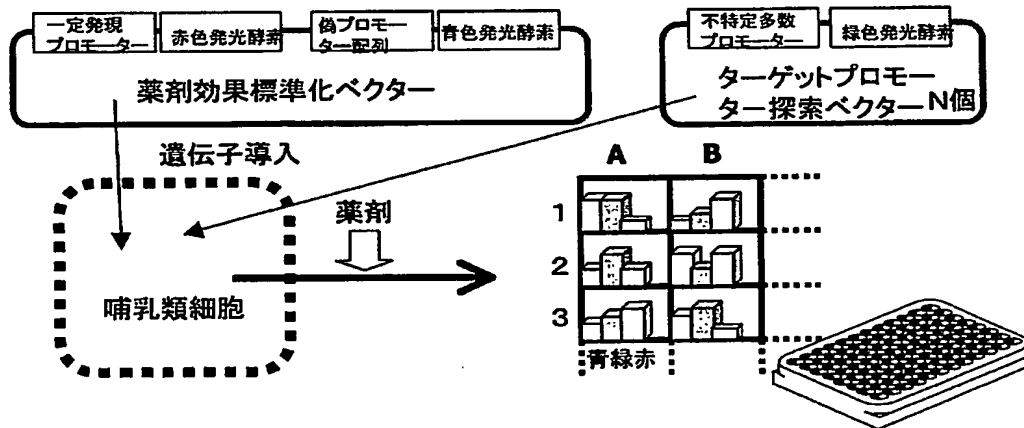 一定発現
プロモーター
赤色発光酵素
偽プロモー
ター配列
青色発光酵素
薬剤効果標準化ベクター
不特定多数
プロモーター
緑色発光酵素
ターゲットプロモー
ター探索ベクターN個
遺伝子導入
薬剤
哺乳類細胞
A B
1
2
3
青緑赤